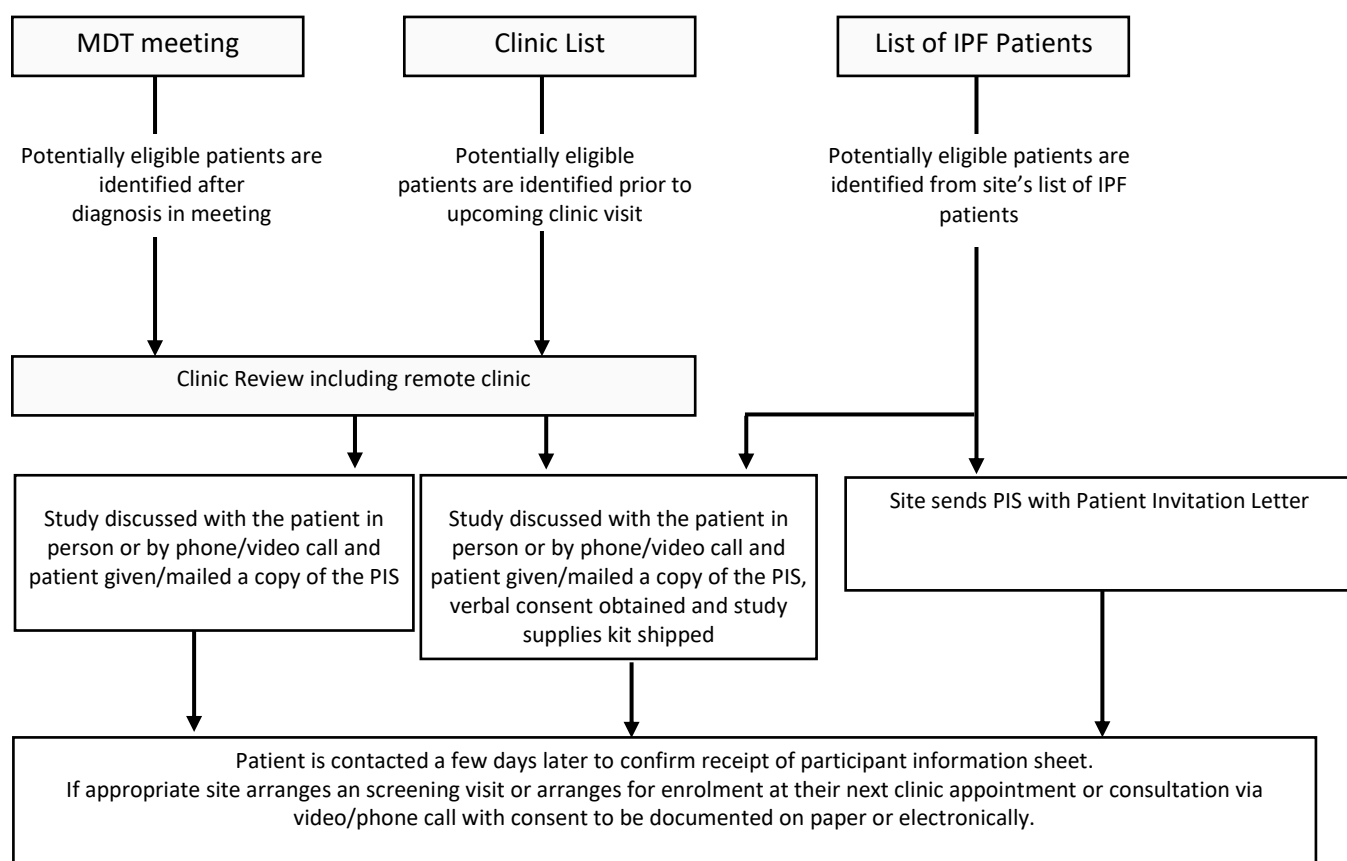 MDT meeting
Clinic List
List of IPF Patients
Potentially eligible patients are
identified after
diagnosis in meeting
Potentially eligible
patients are identified prior to
upcoming clinic visit
Potentially eligible patients are
identified from site’s list of IPF
patients
Clinic Review including remote clinic
Study discussed with the patient in
person or by phone/video call and
patient given/mailed a copy of the PIS
Study discussed with the patient in
person or by phone/video call and
patient given/mailed a copy of the PIS,
verbal consent obtained and study
supplies kit shipped
Site sends PIS with Patient Invitation Letter
Patient is contacted a few days later to confirm receipt of participant information sheet.
If appropriate site arranges an screening visit or arranges for enrolment at their next clinic appointment or consultation via
video/phone call with consent to be documented on paper or electronically.